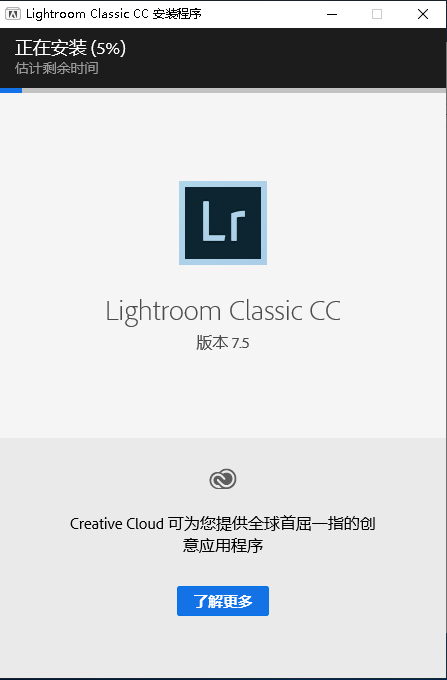 Lightroom Classic CC 安装程序
正在安装 (5%)
估计剩余时间
Lr
Lightroom Classic CC
版本 7.5
Creative Cloud 可为您提供全球首屈一指的创
意应用程序
了解更多